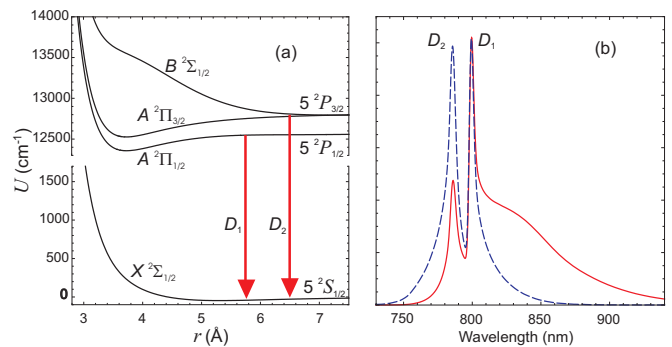 (a)
14000
13500
13000
12500
12000
1500
1000
500
0
U (cm⁻¹)
B ²Σ₁/₂
A ²Π₃/₂
A ²Π₁/₂
X ²Σ₁/₂
5 ²P₃/₂
5 ²P₁/₂
5 ²S₁/₂
D₁
D₂
3 4 5 6 7
r (Å)
(b)
D₂ D₁
750 800 850 900
Wavelength (nm)